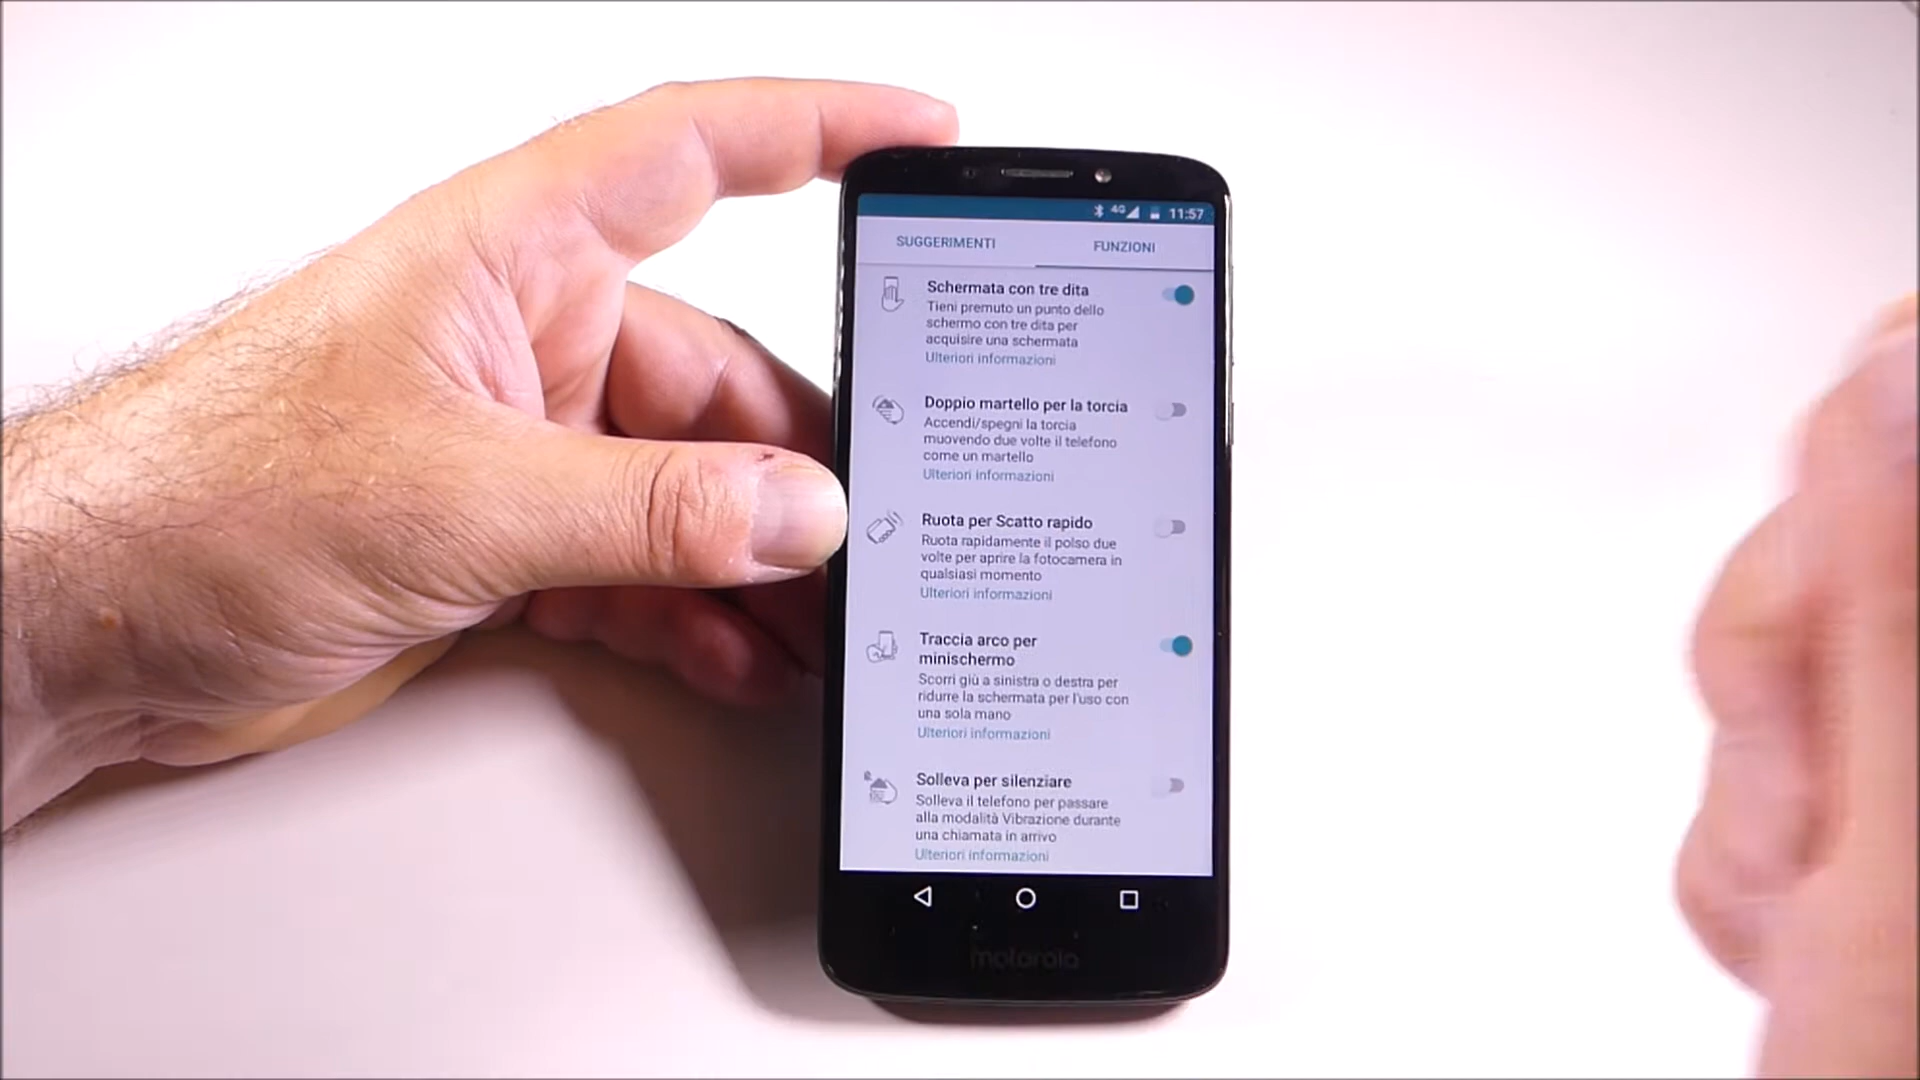 4G 11:57
SUGGERIMENTI FUNZIONI
Schermata con tre dita
Tieni premuto un punto dello
schermo con tre dita per
acquisire una schermata
Ulteriori informazioni
Doppio martello per la torcia
Accendi/spegni la torcia
muovendo due volte il telefono
come un martello
Ulteriori informazioni
Ruota per Scatto rapido
Ruota rapidamente il polso due
volte per aprire la fotocamera in
qualsiasi momento
Ulteriori informazioni
Traccia arco per
minischermo
Scorri giù a sinistra o destra per
ridurre la schermata per l'uso con
una sola mano
Ulteriori informazioni
Solleva per silenziare
Solleva il telefono per passare
alla modalità Vibrazione durante
una chiamata in arrivo
Ulteriori informazioni
motorola